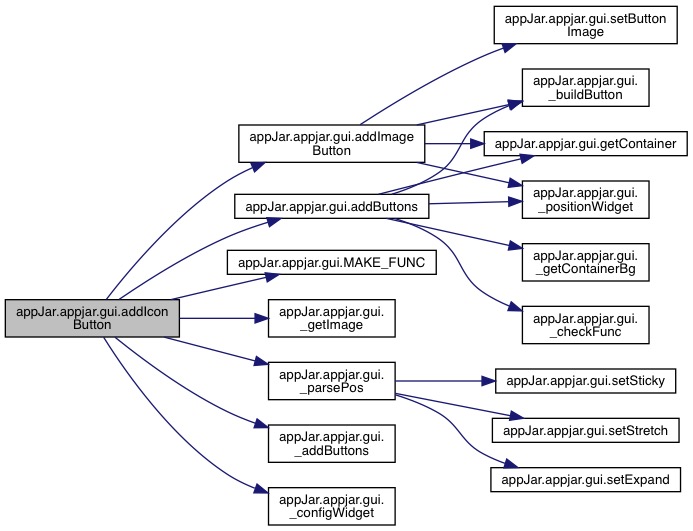 appJar.appjar.gui.addIcon
Button
appJar.appjar.gui.addImage
Button
appJar.appjar.gui.setButton
Image
appJar.appjar.gui.
_buildButton
appJar.appjar.gui.getContainer
appJar.appjar.gui.
_positionWidget
appJar.appjar.gui.addButtons
appJar.appjar.gui.
_getContainerBg
appJar.appjar.gui.
_checkFunc
appJar.appjar.gui.MAKE_FUNC
appJar.appjar.gui.
_getImage
appJar.appjar.gui.
_parsePos
appJar.appjar.gui.setSticky
appJar.appjar.gui.setStretch
appJar.appjar.gui.setExpand
appJar.appjar.gui.
_addButtons
appJar.appjar.gui.
_configWidget